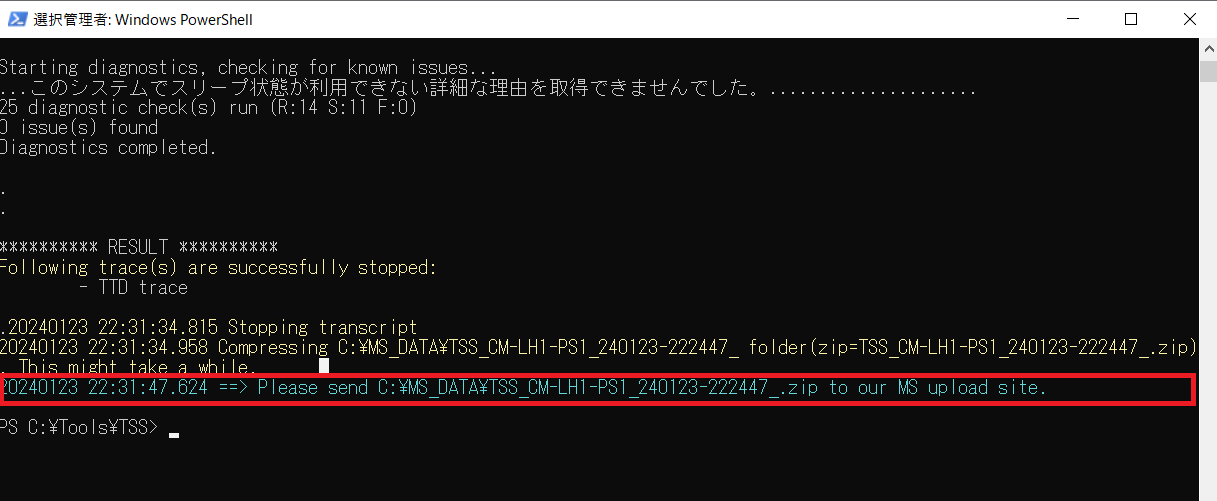 選択管理者: Windows PowerShell
Starting diagnostics, checking for known issues...
...このシステムでスリープ状態が利用できない詳細な理由を取得できませんでした。.....................
25 diagnostic check(s) run (R:14 S:11 F:0)
0 issue(s) found
Diagnostics completed.
.
.
********** RESULT **********
Following trace(s) are successfully stopped:
- TTD trace
.20240123 22:31:34.815 Stopping transcript
20240123 22:31:34.958 Compressing C:¥MS_DATA¥TSS_CM-LH1-PS1_240123-222447_ folder(zip=TSS_CM-LH1-PS1_240123-222447_.zip)
. This might take a while.
20240123 22:31:47.624 ==> Please send C:¥MS_DATA¥TSS_CM-LH1-PS1_240123-222447_.zip to our MS upload site.
PS C:¥Tools¥TSS>